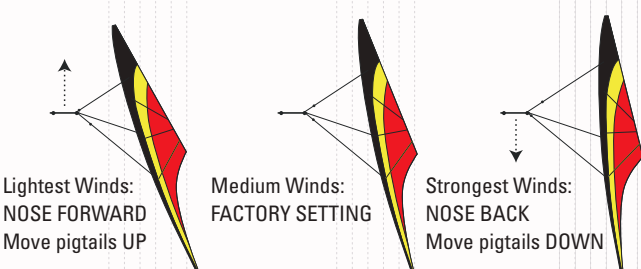 Lightest Winds:
NOSE FORWARD
Move pigtails UP
Medium Winds:
FACTORY SETTING
Strongest Winds:
NOSE BACK
Move pigtails DOWN